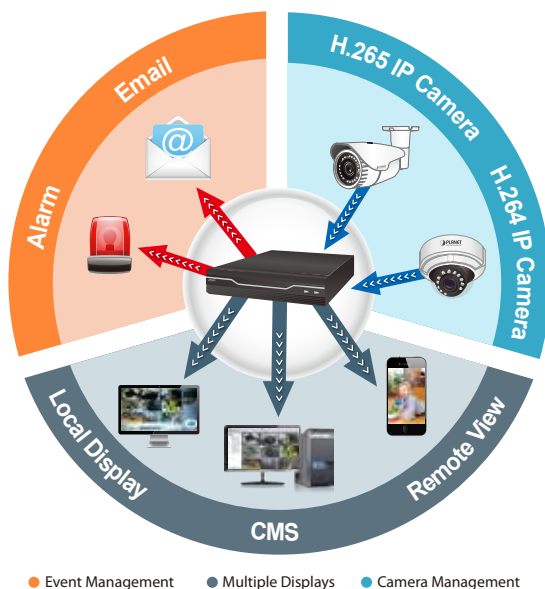 Email
Alarm
H.265 IP Camera
H.264 IP Camera
PLANET
Local Display
CMS
Remote View
Event Management
Multiple Displays
Camera Management